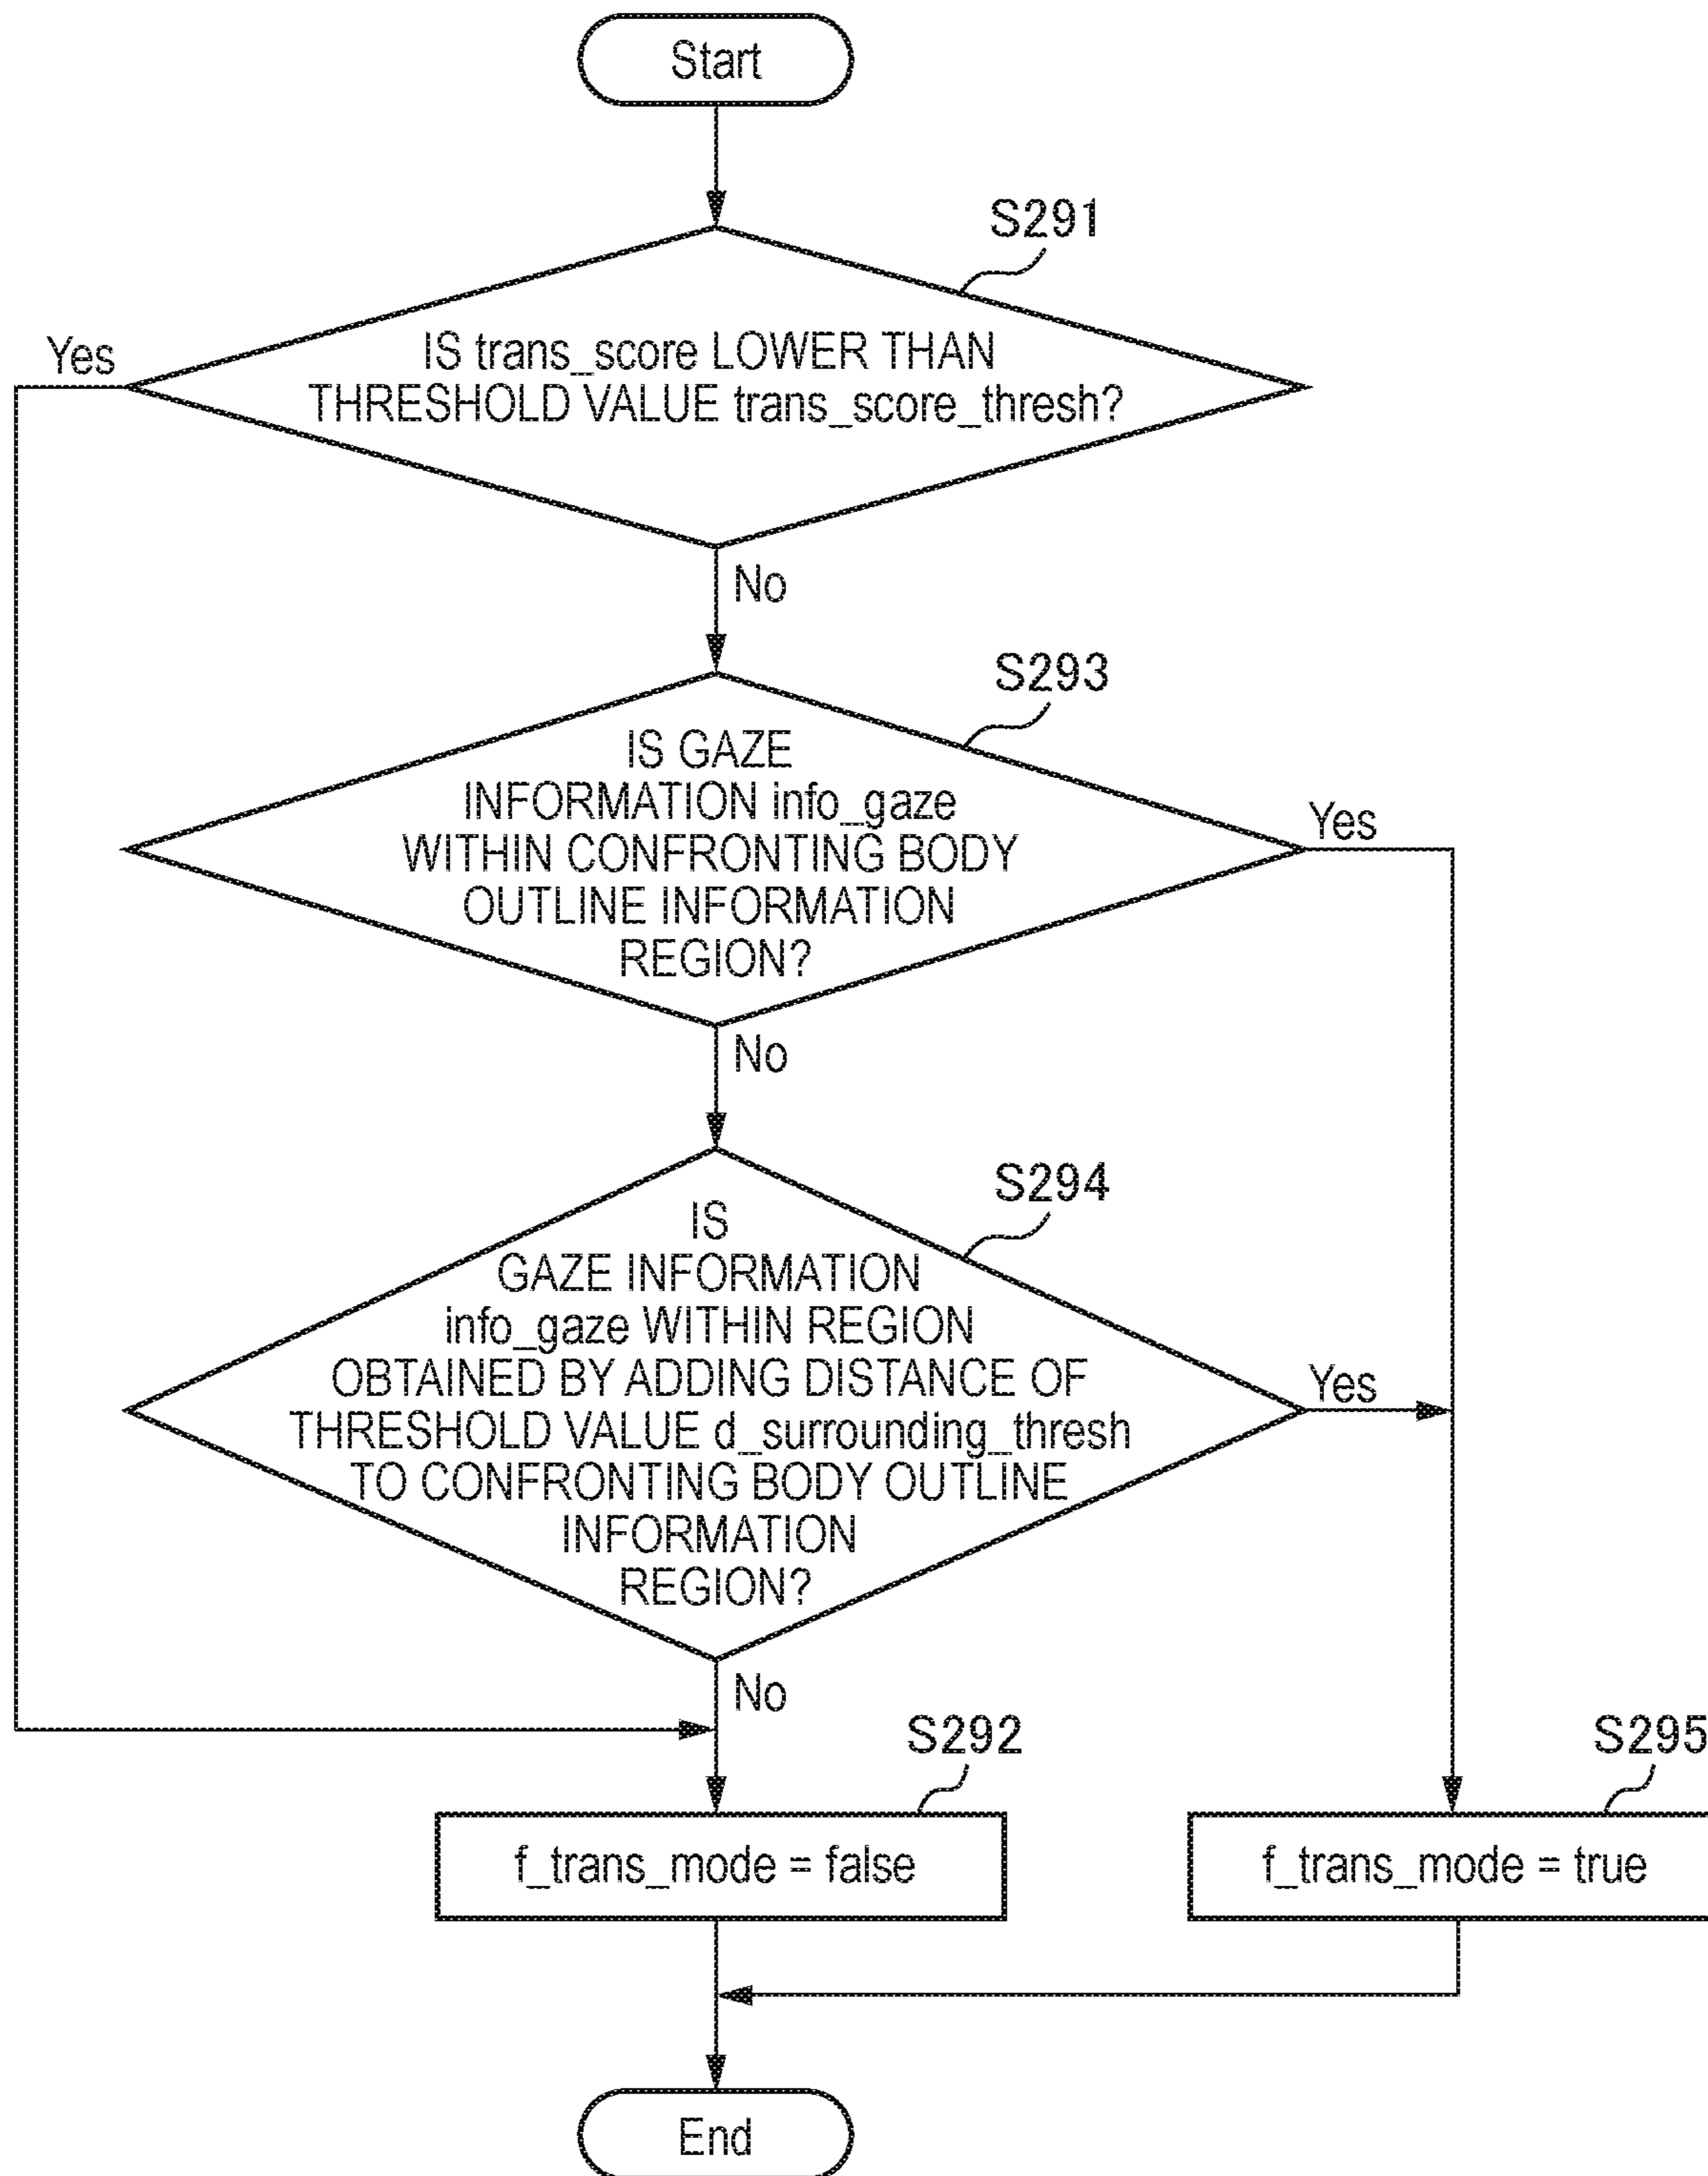 Start
S291
Yes
IS trans_score LOWER THAN
THRESHOLD VALUE trans_score_thresh?
No
S293
IS GAZE
INFORMATION info_gaze
WITHIN CONFRONTING BODY
OUTLINE INFORMATION
REGION?
Yes
No
S294
IS
GAZE INFORMATION
info_gaze WITHIN REGION
OBTAINED BY ADDING DISTANCE OF
THRESHOLD VALUE d_surrounding_thresh
TO CONFRONTING BODY OUTLINE
INFORMATION
REGION?
Yes
No
S292
S295
f_trans_mode = false
f_trans_mode = true
End